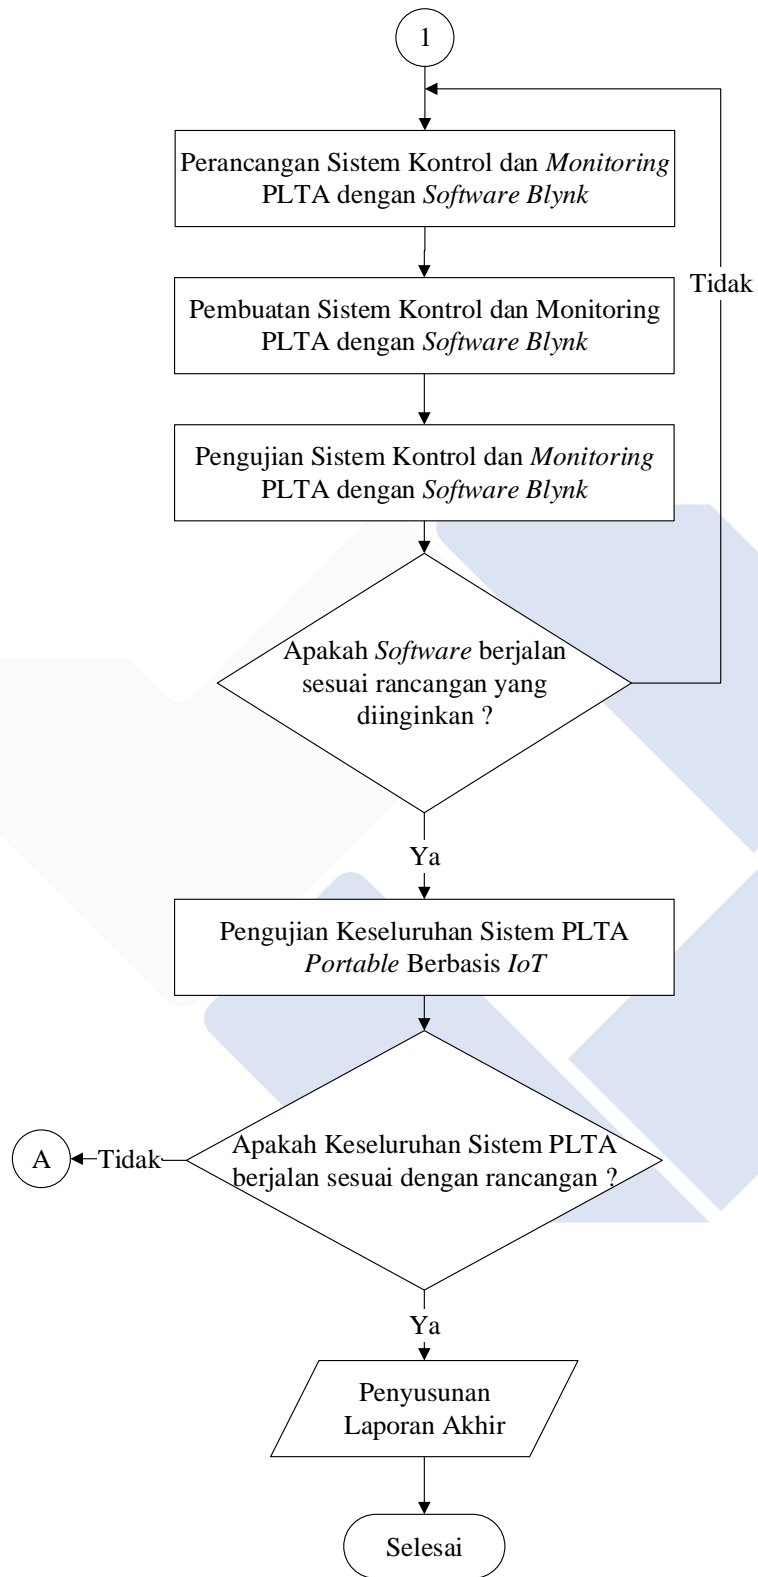 1
Perancangan Sistem Kontrol dan Monitoring
PLTA dengan Software Blynk
Tidak
Pembuatan Sistem Kontrol dan Monitoring
PLTA dengan Software Blynk
Pengujian Sistem Kontrol dan Monitoring
PLTA dengan Software Blynk
Apakah Software berjalan
sesuai rancangan yang
diinginkan ?
Ya
Pengujian Keseluruhan Sistem PLTA
Portable Berbasis IoT
Apakah Keseluruhan Sistem PLTA
berjalan sesuai dengan rancangan ?
Tidak
A
Ya
Penyusunan
Laporan Akhir
Selesai